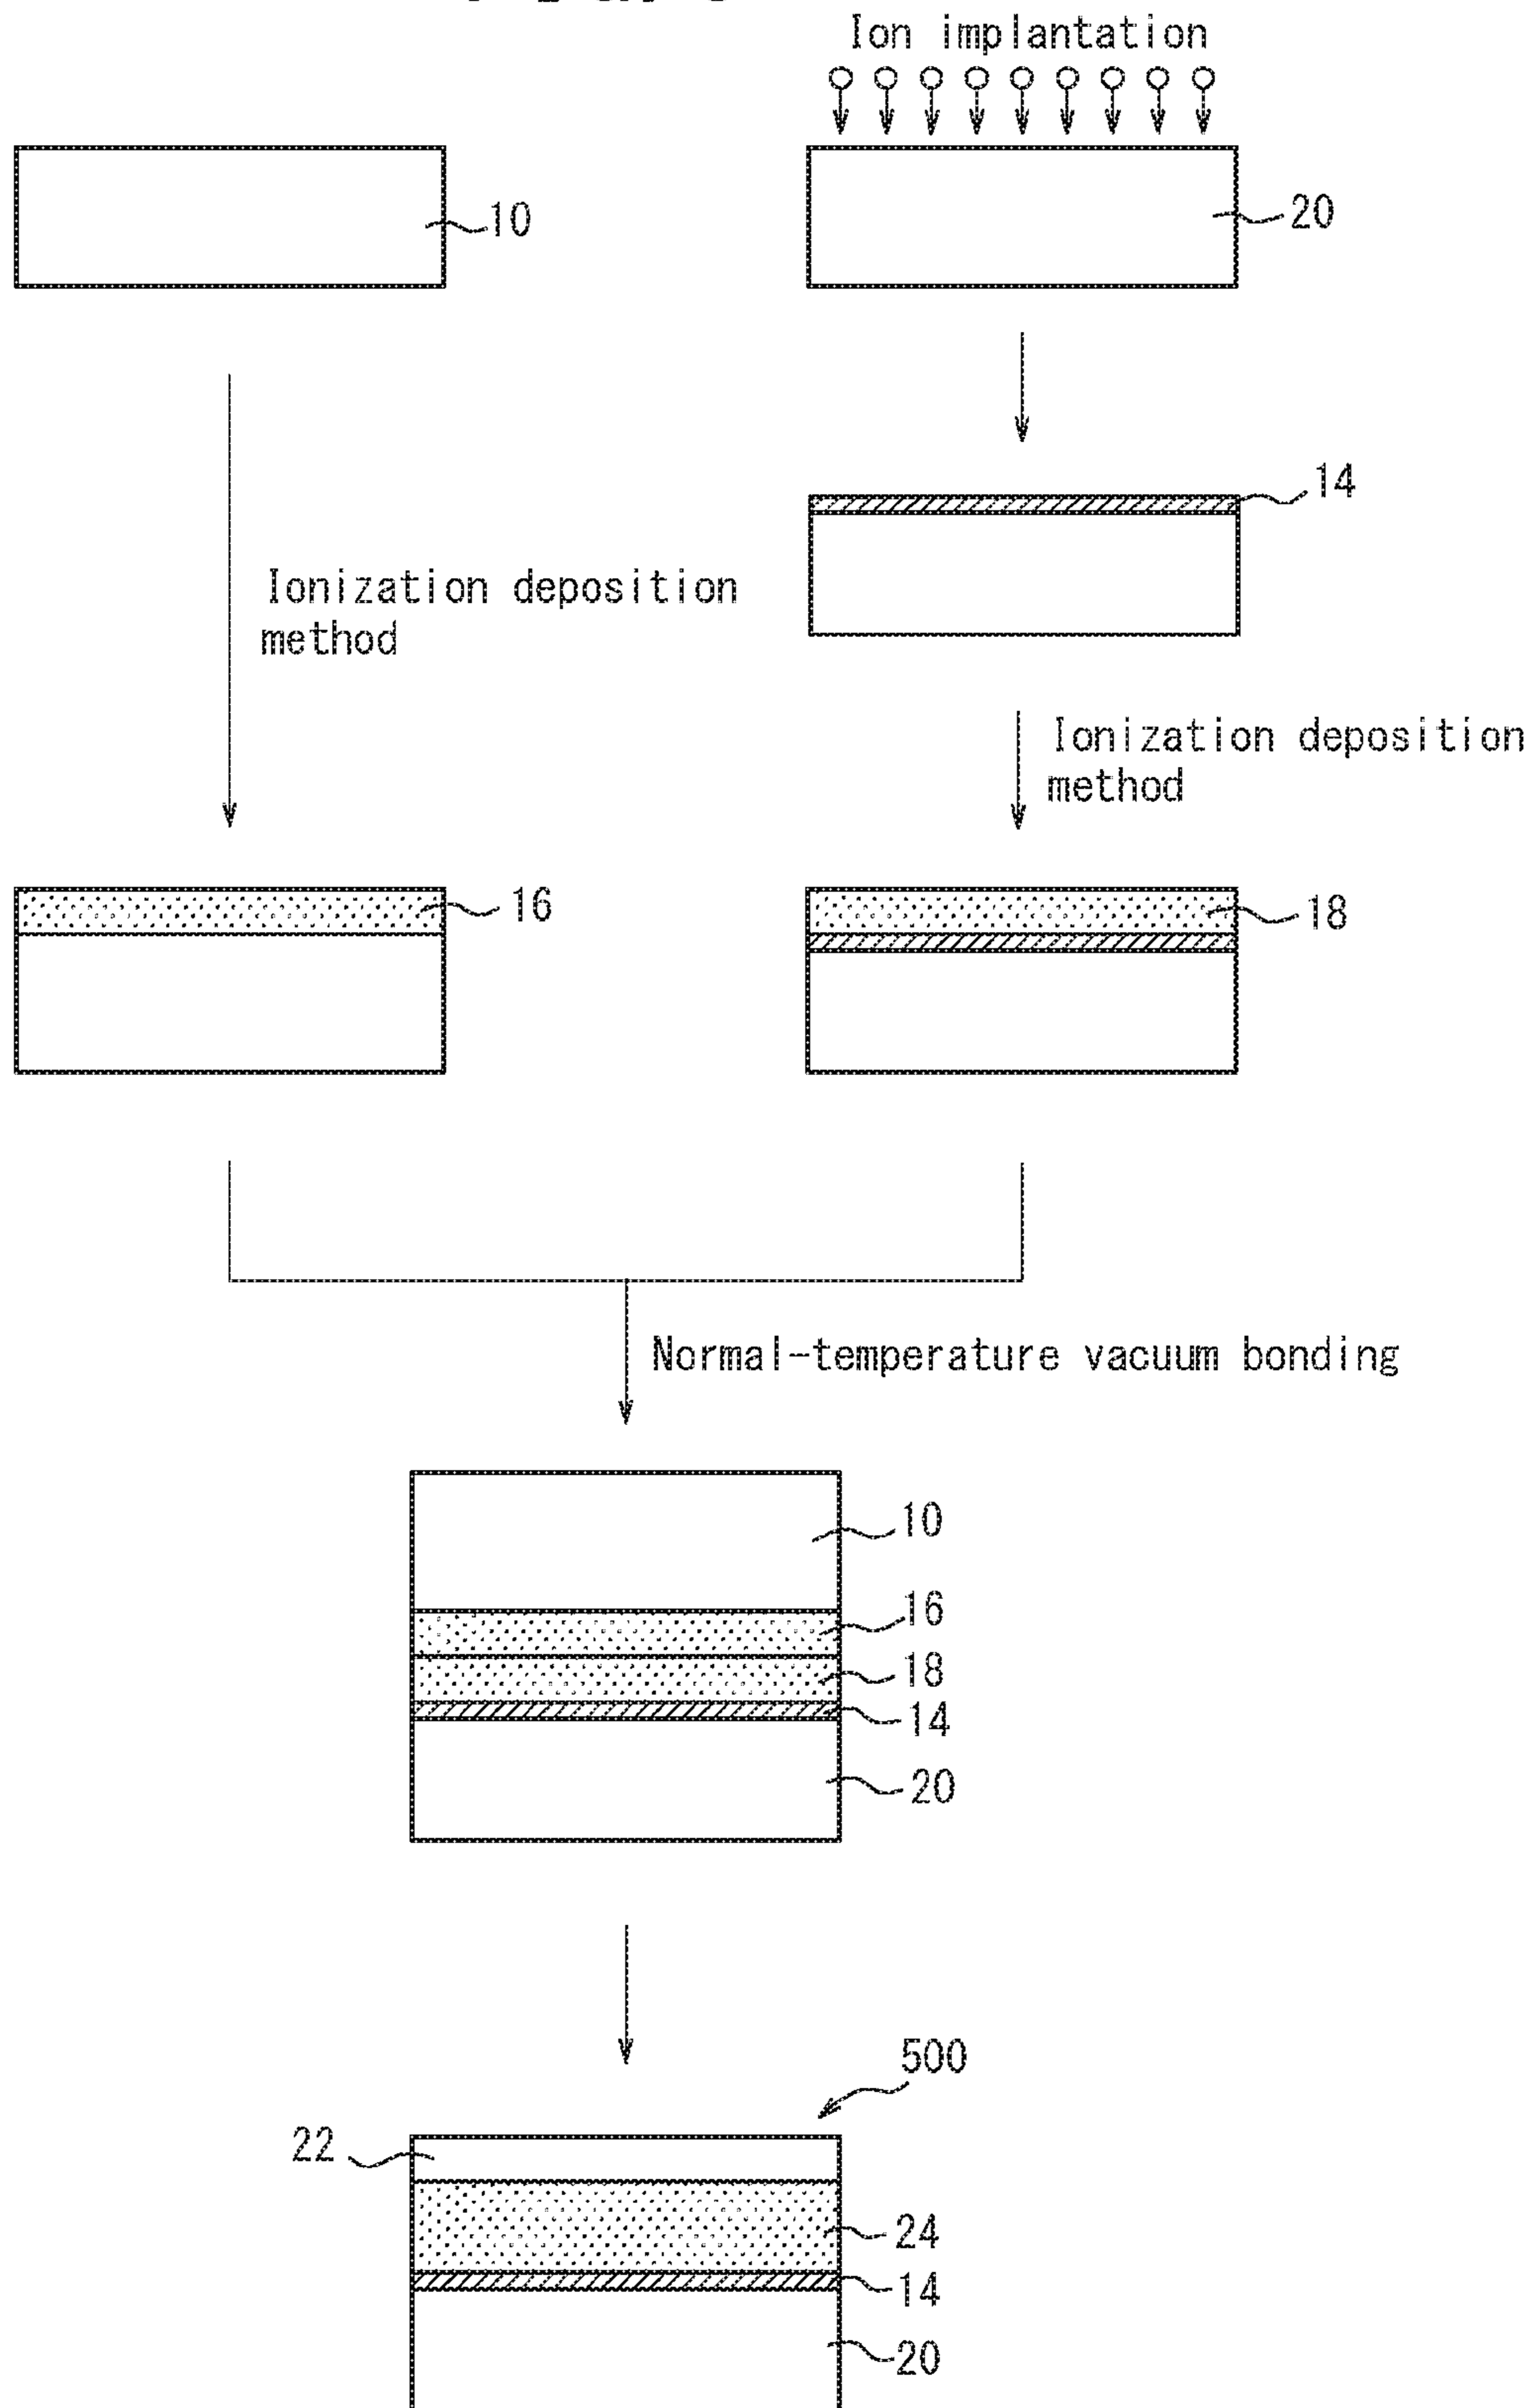 Ion implantation
10
20
14
Ionization deposition
method
Ionization deposition
method
16
18
Normal-temperature vacuum bonding
10
16
18
14
20
500
22
24
14
20